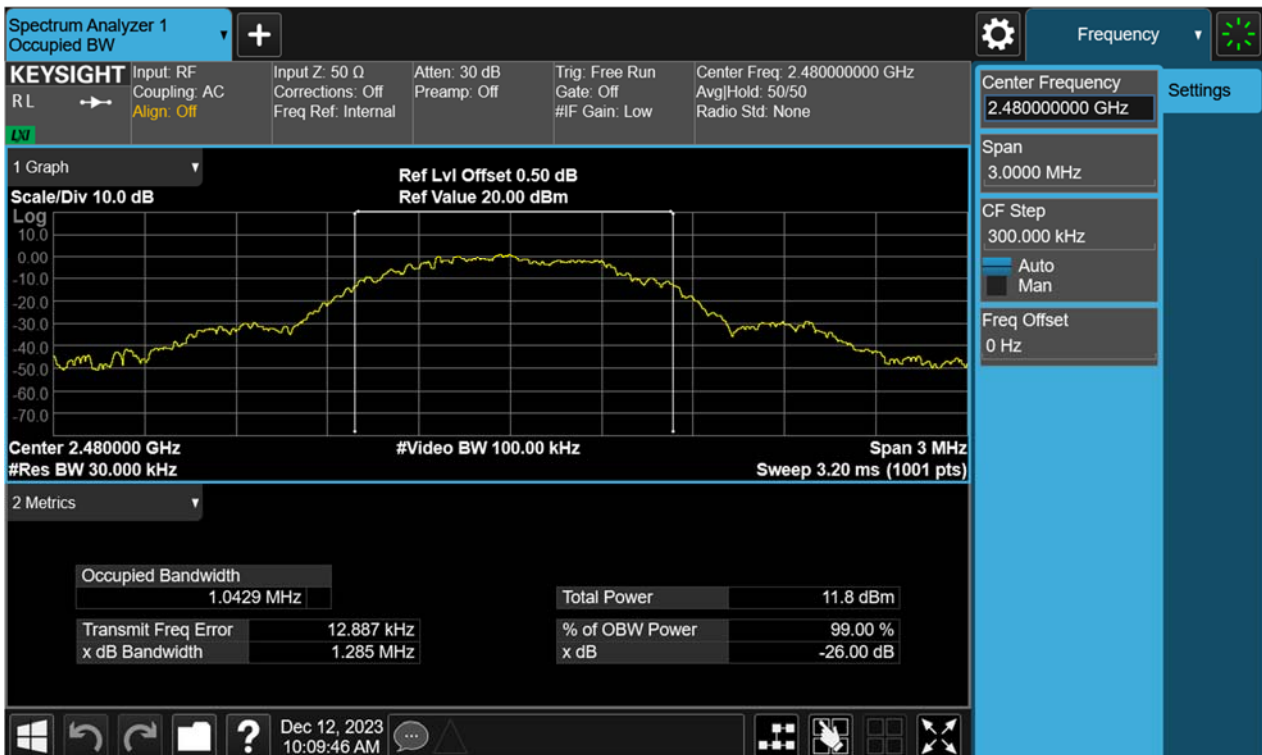 Spectrum Analyzer 1
Occupied BW
Frequency
KEYSIGHT
R L
LXI
Input: RF
Coupling: AC
Align: Off
Input Z: 50 Ω
Corrections: Off
Freq Ref: Internal
Atten: 30 dB
Preamp: Off
Trig: Free Run
Gate: Off
#IF Gain: Low
Center Freq: 2.480000000 GHz
Avg|Hold: 50/50
Radio Std: None
Center Frequency
2.480000000 GHz
Settings
Span
3.0000 MHz
CF Step
300.000 kHz
Auto
Man
Freq Offset
0 Hz
1 Graph
Scale/Div 10.0 dB
Ref Lvl Offset 0.50 dB
Ref Value 20.00 dBm
Log
10.0
0.00
-10.0
-20.0
-30.0
-40.0
-50.0
-60.0
-70.0
Center 2.480000 GHz
#Video BW 100.00 kHz
Span 3 MHz
#Res BW 30.000 kHz
Sweep 3.20 ms (1001 pts)
2 Metrics
Occupied Bandwidth
1.0429 MHz
Total Power 11.8 dBm
Transmit Freq Error 12.887 kHz
% of OBW Power 99.00 %
x dB Bandwidth 1.285 MHz
x dB -26.00 dB
?
Dec 12, 2023
10:09:46 AM